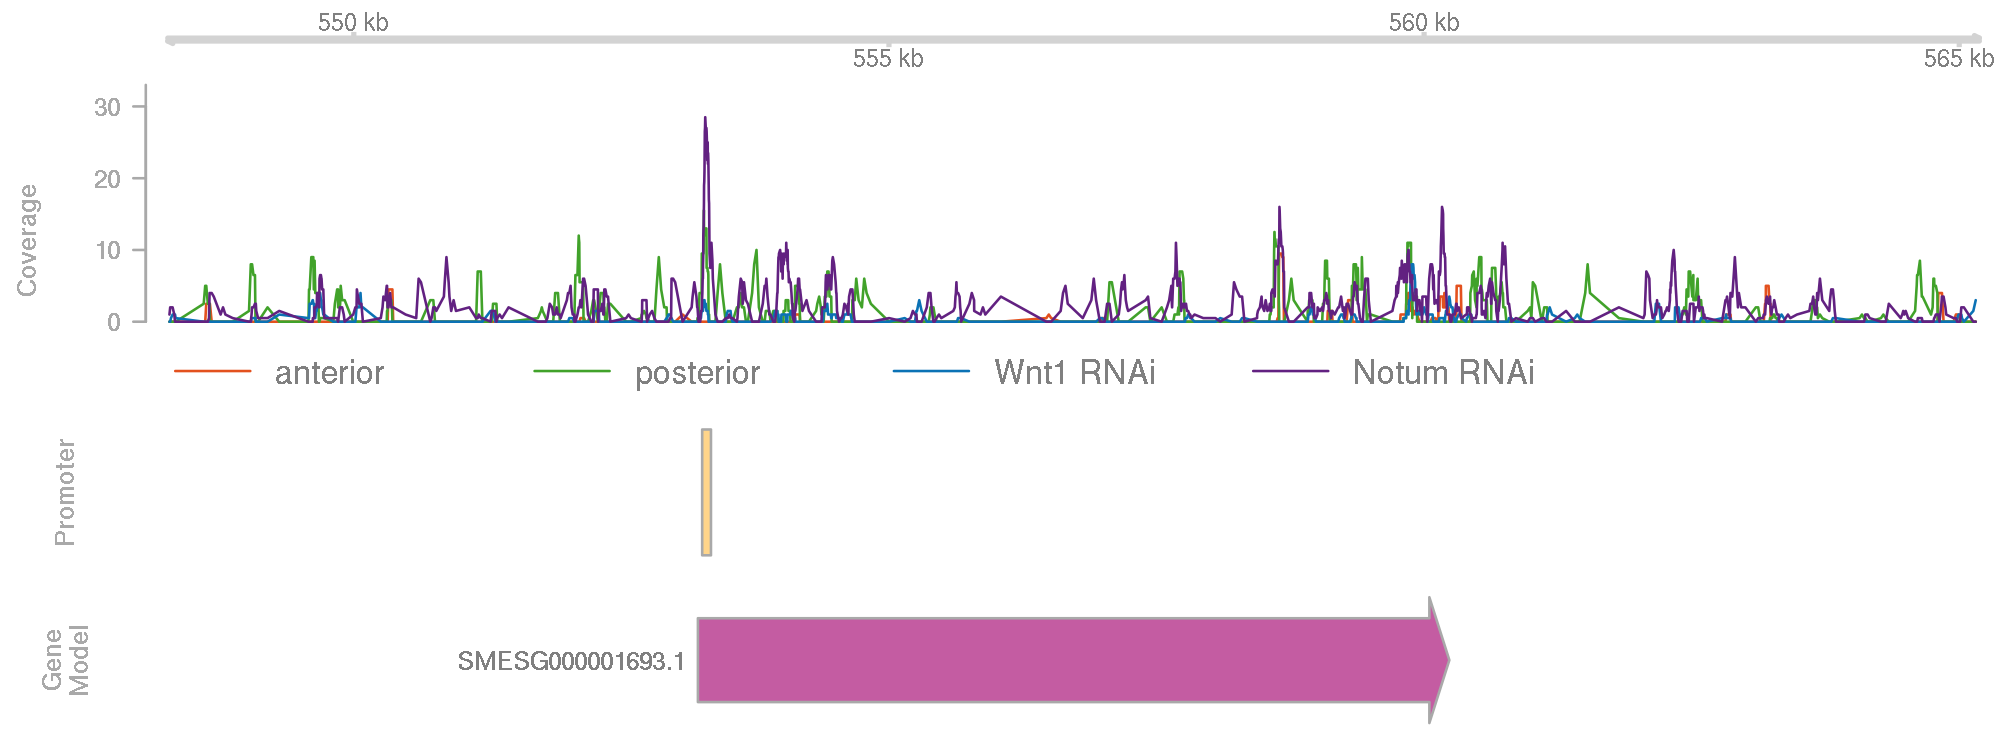 550 kb
560 kb
555 kb
565 kb
Coverage
30
20
10
0
anterior
posterior
Wnt1 RNAi
Notum RNAi
Promoter
Gene
Model
SMESG000001693.1